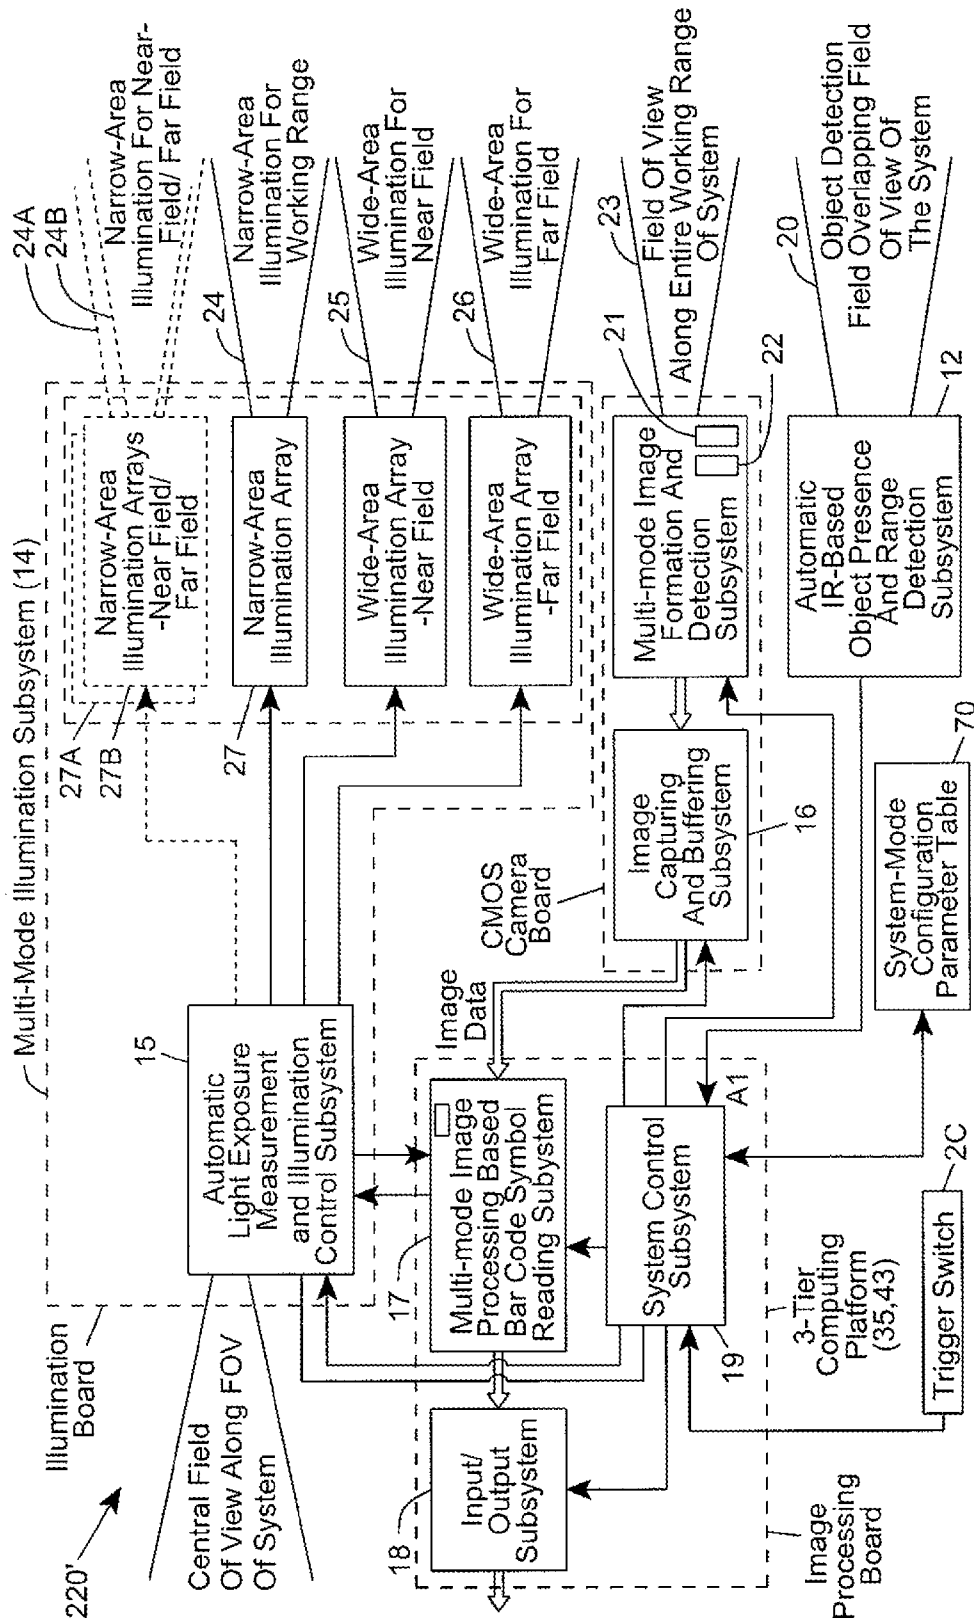 220'
Central Field
Of View Along FOV
Of System
Illumination
Board
Multi-Mode Illumination Subsystem (14)
15
Automatic
Light Exposure
Measurement
and Illumination
Control Subsystem
27A
27B
Narrow-Area
Illumination Arrays
-Near Field/
Far Field
24A
24B
Narrow-Area
Illumination For Near-
Field/ Far Field
27
Narrow-Area
Illumination Array
24
Narrow-Area
Illumination For
Working Range
Wide-Area
Illumination Array
-Near Field
25
Wide-Area
Illumination For
Near Field
Wide-Area
Illumination Array
-Far Field
26
Wide-Area
Illumination For
Far Field
18
Input/
Output
Subsystem
17
Multi-mode Image
Processing Based
Bar Code Symbol
Reading Subystem
Image
Data
CMOS
Camera
Board
Image
Capturing
And Buffering
Subsystem
16
Multi-mode Image
Formation And
Detection
Subsystem
21
22
23
Field Of View
Along Entire Working Range
Of System
System Control
Subsystem
19
A1
Automatic
IR-Based
Object Presence
And Range
Detection
Subsystem
12
20
Object Detection
Field Overlapping Field
Of View Of
The System
Image
Processing
Board
3-Tier
Computing
Platform
(35,43)
Trigger Switch
2C
System-Mode
Configuration
Parameter Table
70